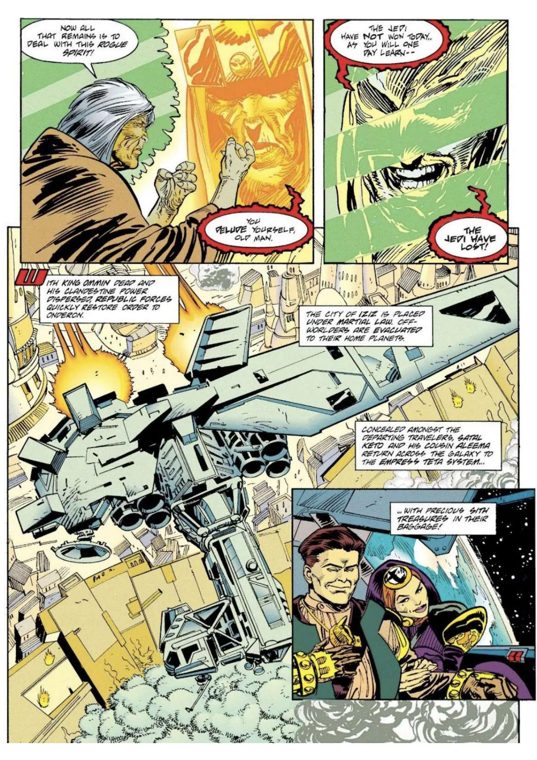 NOW ALL
THAT REMAINS IS TO
DEAL WITH THIS ROGUE
SPIRIT!
YOU
DELUDE YOURSELF,
OLD MAN.
THE JEDI
HAVE NOT WON TODAY...
AS YOU WILL ONE
DAY LEARN--
THE
JEDI HAVE
LOST!
WITH KING OMMIN DEAD AND
HIS CLANDESTINE POWER
DISPERSED, REPUBLIC FORCES
QUICKLY RESTORE ORDER TO
ONDERON.
THE CITY OF IZIZ IS PLACED
UNDER MARTIAL LAW. OFF-
WORLDERS ARE EVACUATED
TO THEIR HOME PLANETS.
CONCEALED AMONGST THE
DEPARTING TRAVELERS, SATAL
KETO AND HIS COUSIN ALEEMA
RETURN ACROSS THE GALAXY TO
THE EMPRESS TETA SYSTEM...
...WITH PRECIOUS SITH
TREASURES IN THEIR
BAGGAGE!